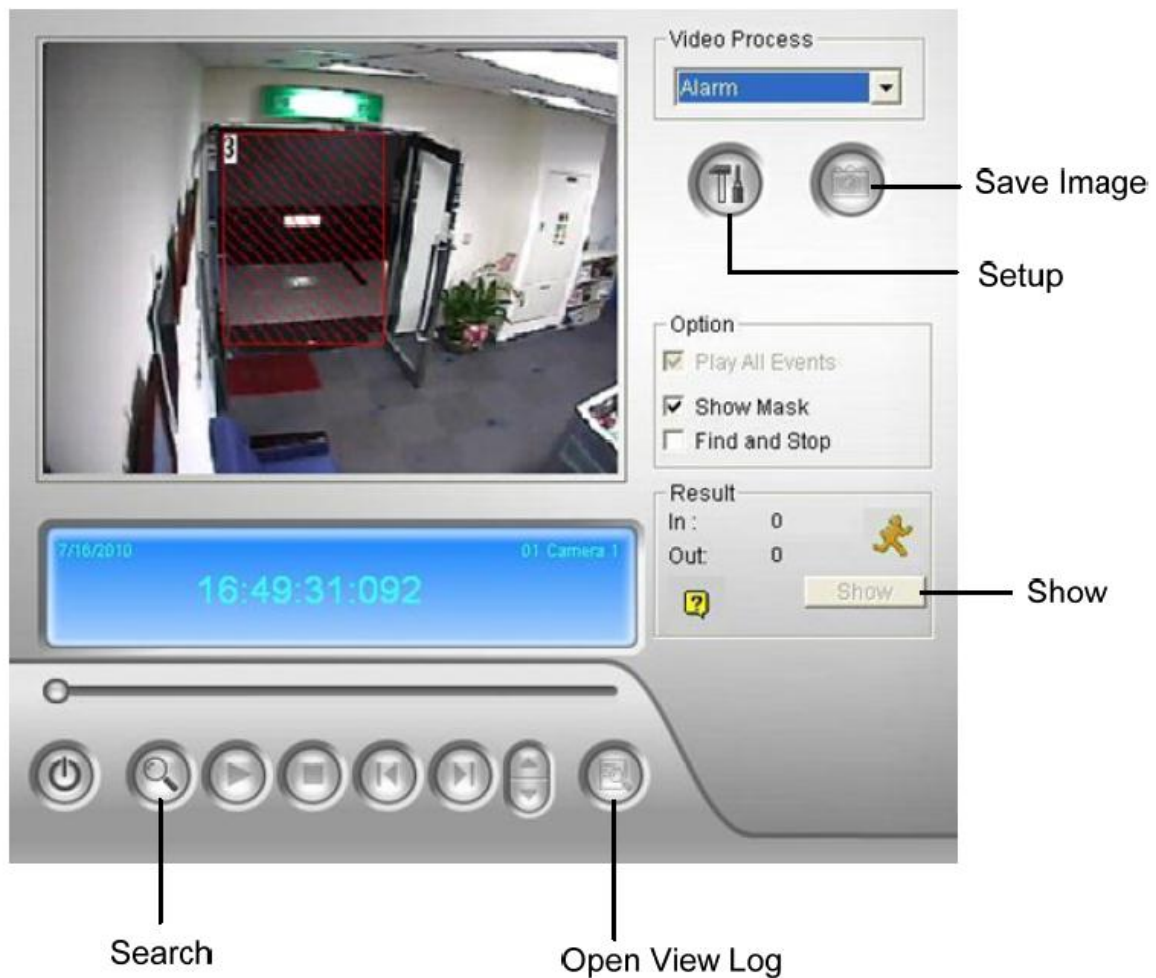 Video Process
Alarm
3
Save Image
Setup
Option
Play All Events
Show Mask
Find and Stop
Result
In : 0
Out: 0
?
Show
Show
7/16/2010
01 Camera 1
16:49:31:092
Search
Open View Log